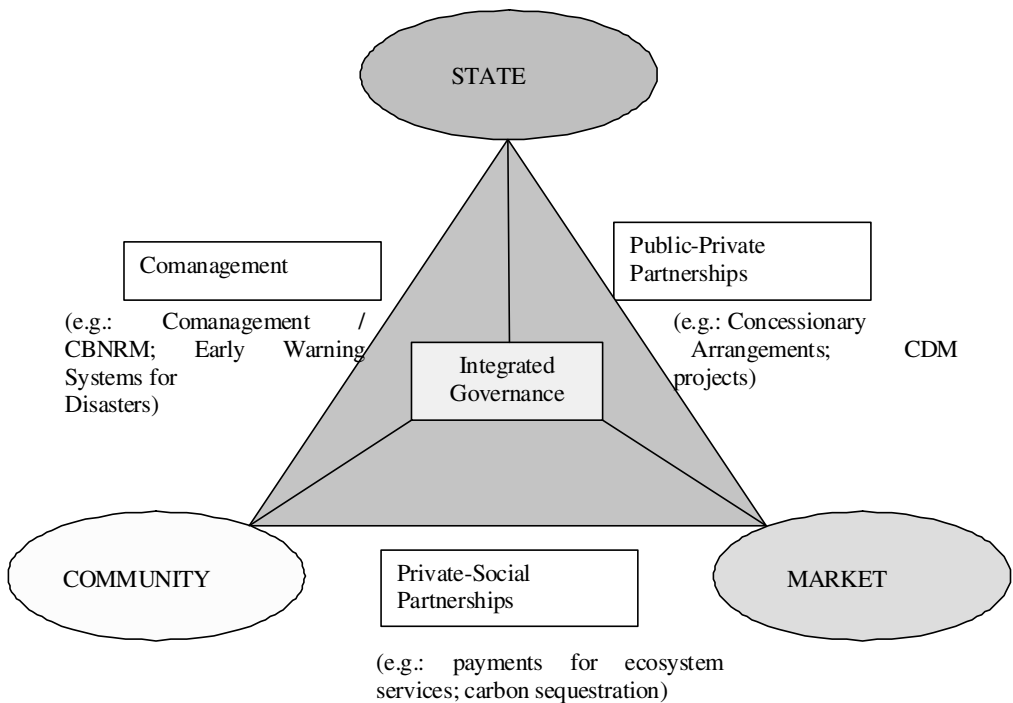 STATE
Comanagement
(e.g.: Comanagement /
CBNRM; Early Warning
Systems for
Disasters)
Public-Private
Partnerships
(e.g.: Concessionary
Arrangements; CDM
projects)
Integrated
Governance
COMMUNITY
MARKET
Private-Social
Partnerships
(e.g.: payments for ecosystem
services; carbon sequestration)